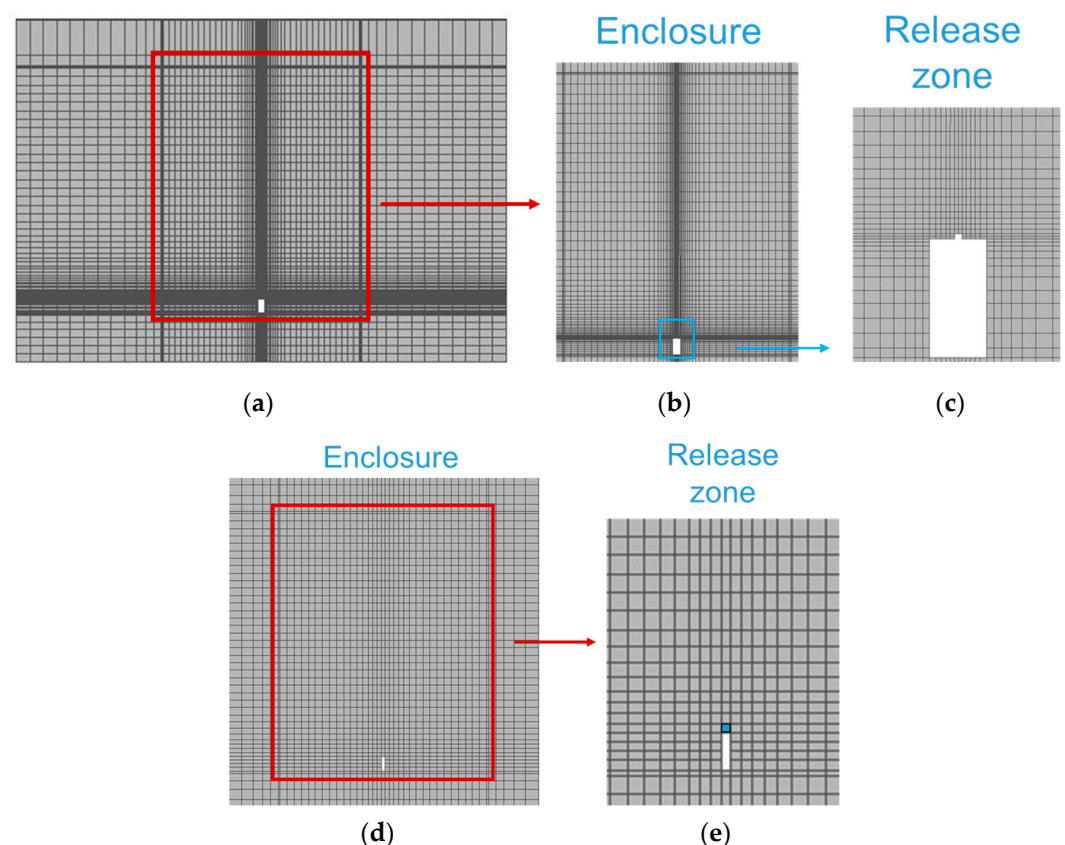 Enclosure
Release
zone
(a)
(b)
(c)
Enclosure
Release
zone
(d)
(e)